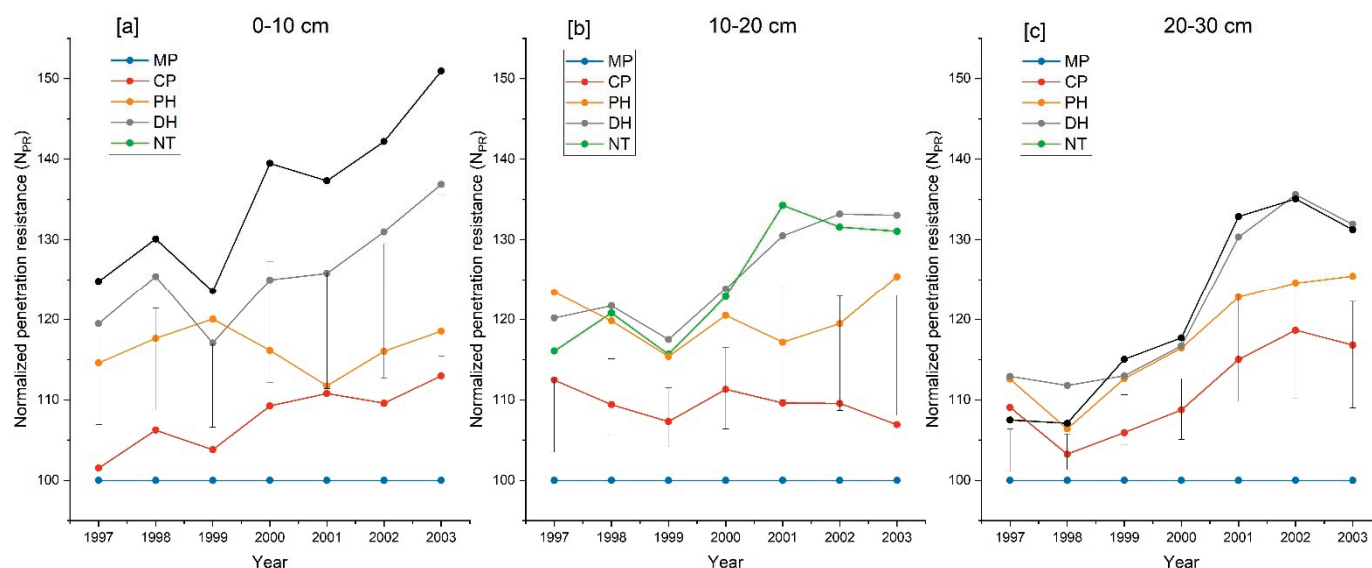 [a] 0-10 cm
MP
CP
PH
DH
NT
Normalized penetration resistance (NPR)
150
140
130
120
110
100
1997 1998 1999 2000 2001 2002 2003
Year
[b] 10-20 cm
MP
CP
PH
DH
NT
Normalized penetration resistance (NPR)
150
140
130
120
110
100
1997 1998 1999 2000 2001 2002 2003
Year
[c] 20-30 cm
MP
CP
PH
DH
NT
Normalized penetration resistance (NPR)
150
140
130
120
110
100
1997 1998 1999 2000 2001 2002 2003
Year